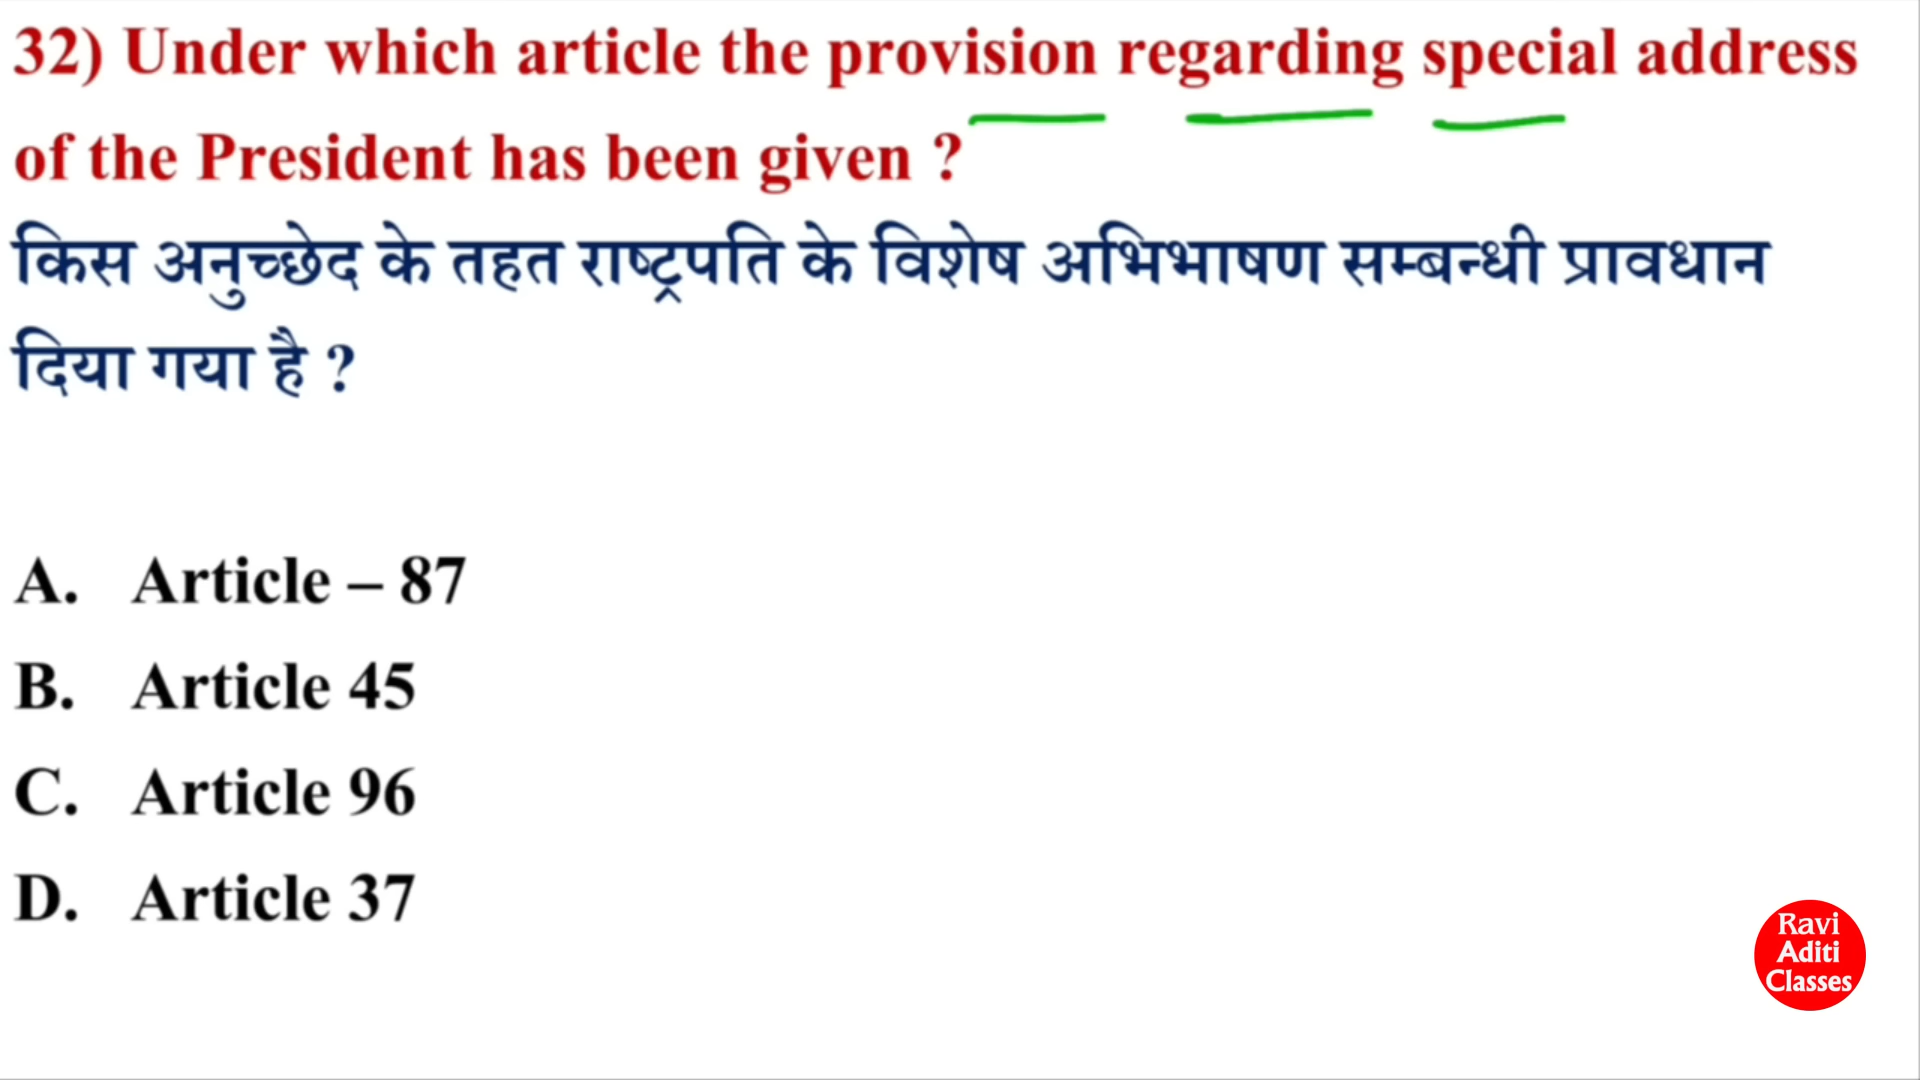 32) Under which article the provision regarding special address
of the President has been given ?
किस अनुच्छेद के तहत राष्ट्रपति के विशेष अभिभाषण सम्बन्धी प्रावधान
दिया गया है ?
A. Article – 87
B. Article 45
C. Article 96
D. Article 37
Ravi
Aditi
Classes